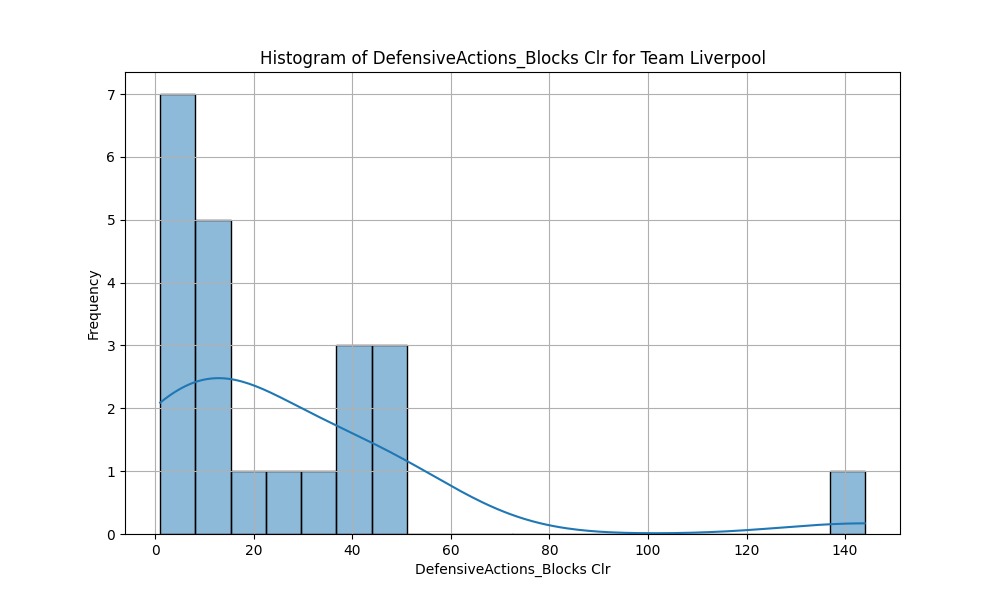 Histogram of DefensiveActions_Blocks Clr for Team Liverpool
7
6
5
4
3
2
1
0
Frequency
0 20 40 60 80 100 120 140
DefensiveActions_Blocks Clr